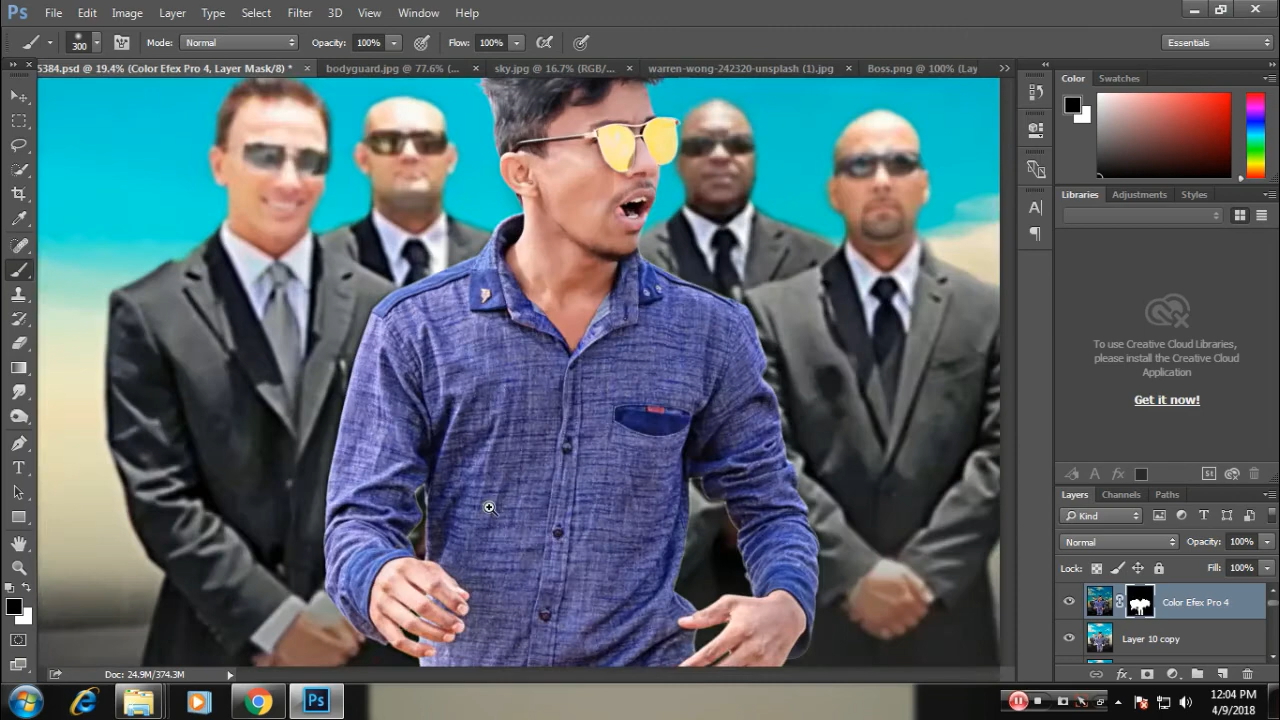 Ps File Edit Image Layer Type Select Filter 3D View Window Help
300 Mode: Normal Opacity: 100% Flow: 100% Essentials
5384.psd @ 19.4% (Color Efex Pro 4, Layer Mask/8) * × bodyguard.jpg @ 77.6% (... × sky.jpg @ 16.7% (RGB/... × warren-wong-242320-unsplash (1).jpg × Boss.png @ 100% (Lay
Color Swatches
Libraries Adjustments Styles
To use Creative Cloud Libraries,
please install the Creative Cloud
Application
Get it now!
St
Layers Channels Paths
Kind
Normal Opacity: 100%
Lock: Fill: 100%
Color Efex Pro 4
Layer 10 copy
fx
Doc: 24.9M/374.3M
Ps
12:04 PM
4/9/2018